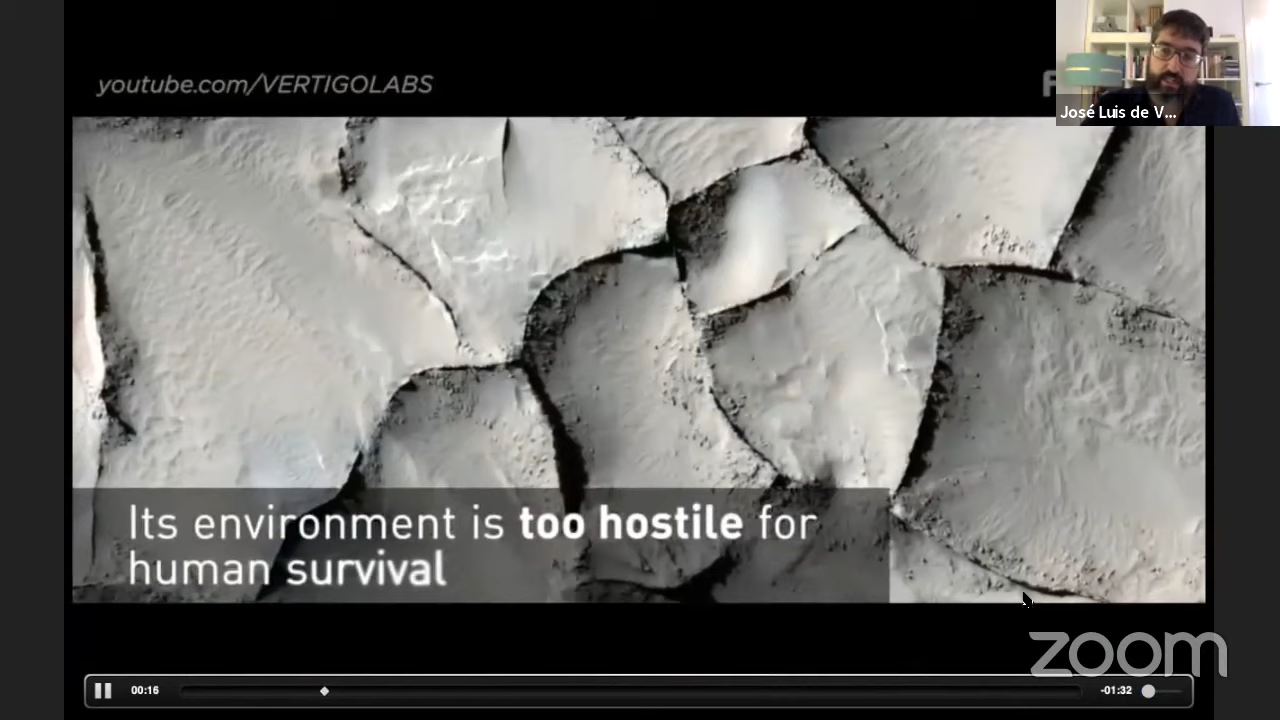 youtube.com/VERTIGOLABS
F
José Luis de V...
Its environment is too hostile for
human survival
zoom
00:16
-01:32